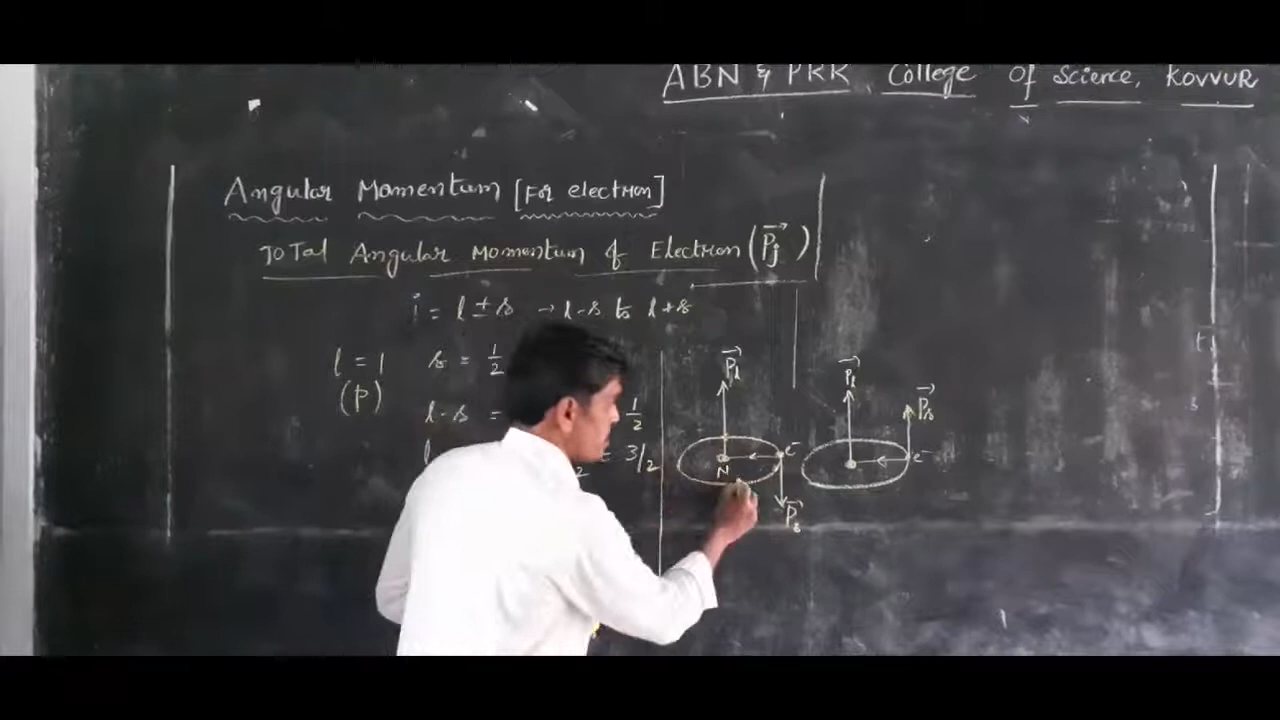 ABN & PRR College Of Science, KOVVUR
Angular Momentum [For electron]
Total Angular Momentum of Electron (P⃗j)
j = l ± s → l-s to l+s
l = 1 s = 1/2
(P)
l-s = 1/2
= 3/2
P⃗l
N e⁻
P⃗s
P⃗l
P⃗s
e⁻